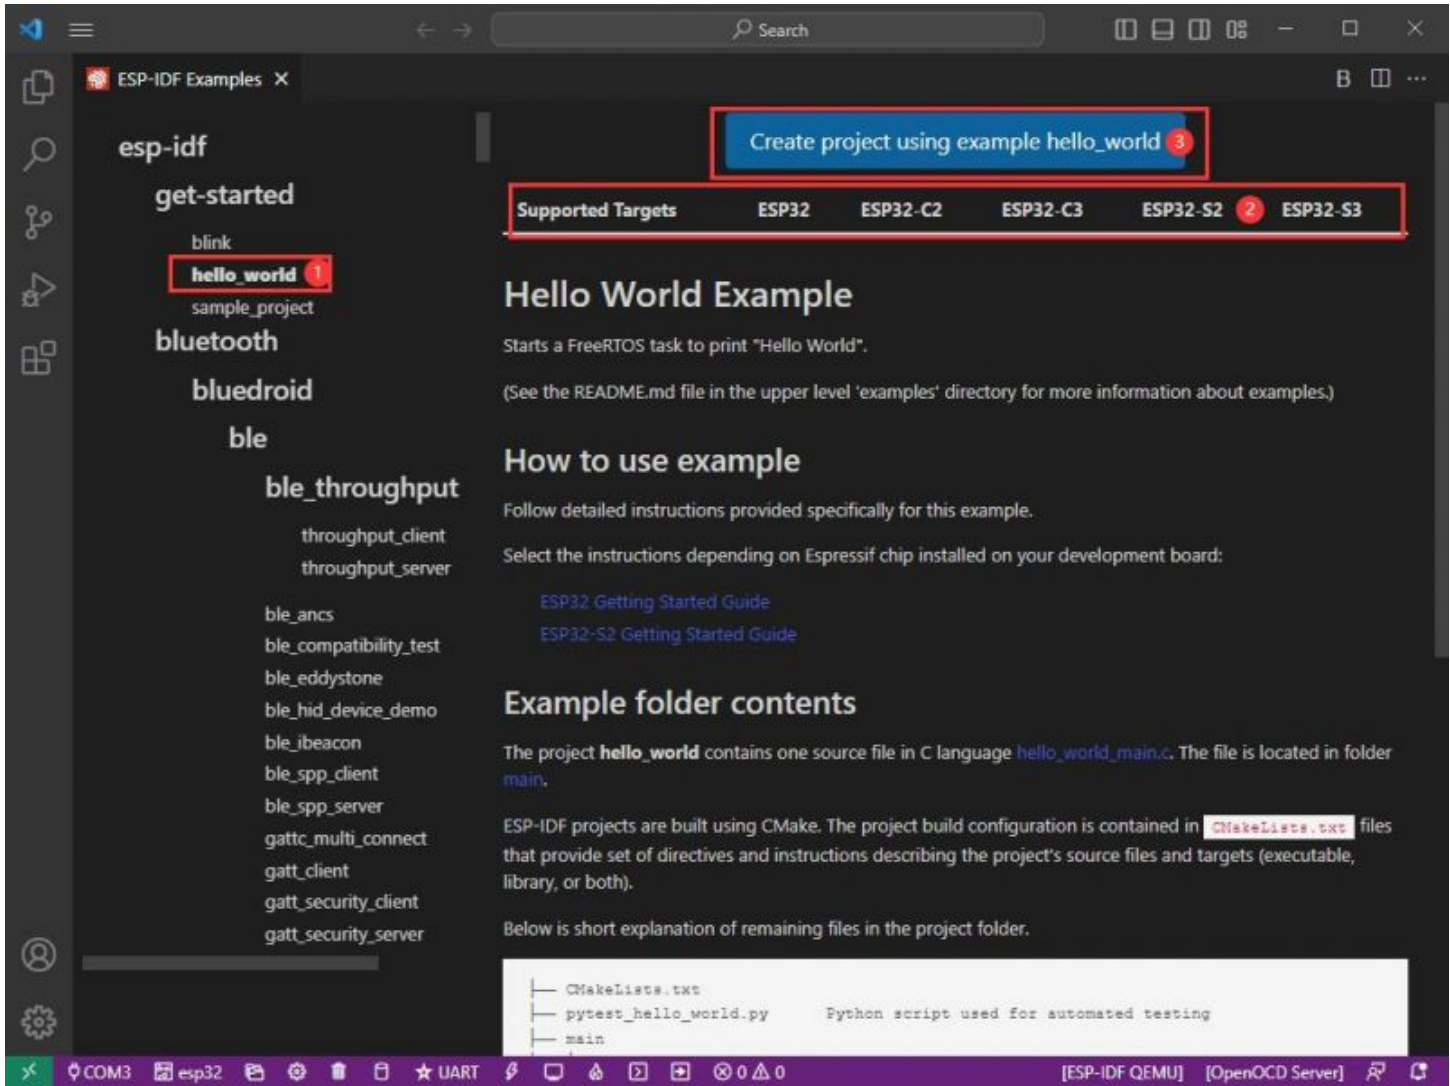 Search
ESP-IDF Examples
esp-idf
get-started
blink
hello_world 1
sample_project
bluetooth
bluedroid
ble
ble_throughput
throughput_client
throughput_server
ble_ancs
ble_compatibility_test
ble_eddystone
ble_hid_device_demo
ble_ibeacon
ble_spp_client
ble_spp_server
gattc_multi_connect
gatt_client
gatt_security_client
gatt_security_server
Create project using example hello_world 3
Supported Targets ESP32 ESP32-C2 ESP32-C3 ESP32-S2 2 ESP32-S3
Hello World Example
Starts a FreeRTOS task to print "Hello World".
(See the README.md file in the upper level 'examples' directory for more information about examples.)
How to use example
Follow detailed instructions provided specifically for this example.
Select the instructions depending on Espressif chip installed on your development board:
ESP32 Getting Started Guide
ESP32-S2 Getting Started Guide
Example folder contents
The project hello_world contains one source file in C language hello_world_main.c. The file is located in folder
main.
ESP-IDF projects are built using CMake. The project build configuration is contained in CMakeLists.txt files
that provide set of directives and instructions describing the project's source files and targets (executable,
library, or both).
Below is short explanation of remaining files in the project folder.
├── CMakeLists.txt
├── pytest_hello_world.py Python script used for automated testing
├── main
COM3 esp32 UART 0 0 [ESP-IDF QEMU] [OpenOCD Server]